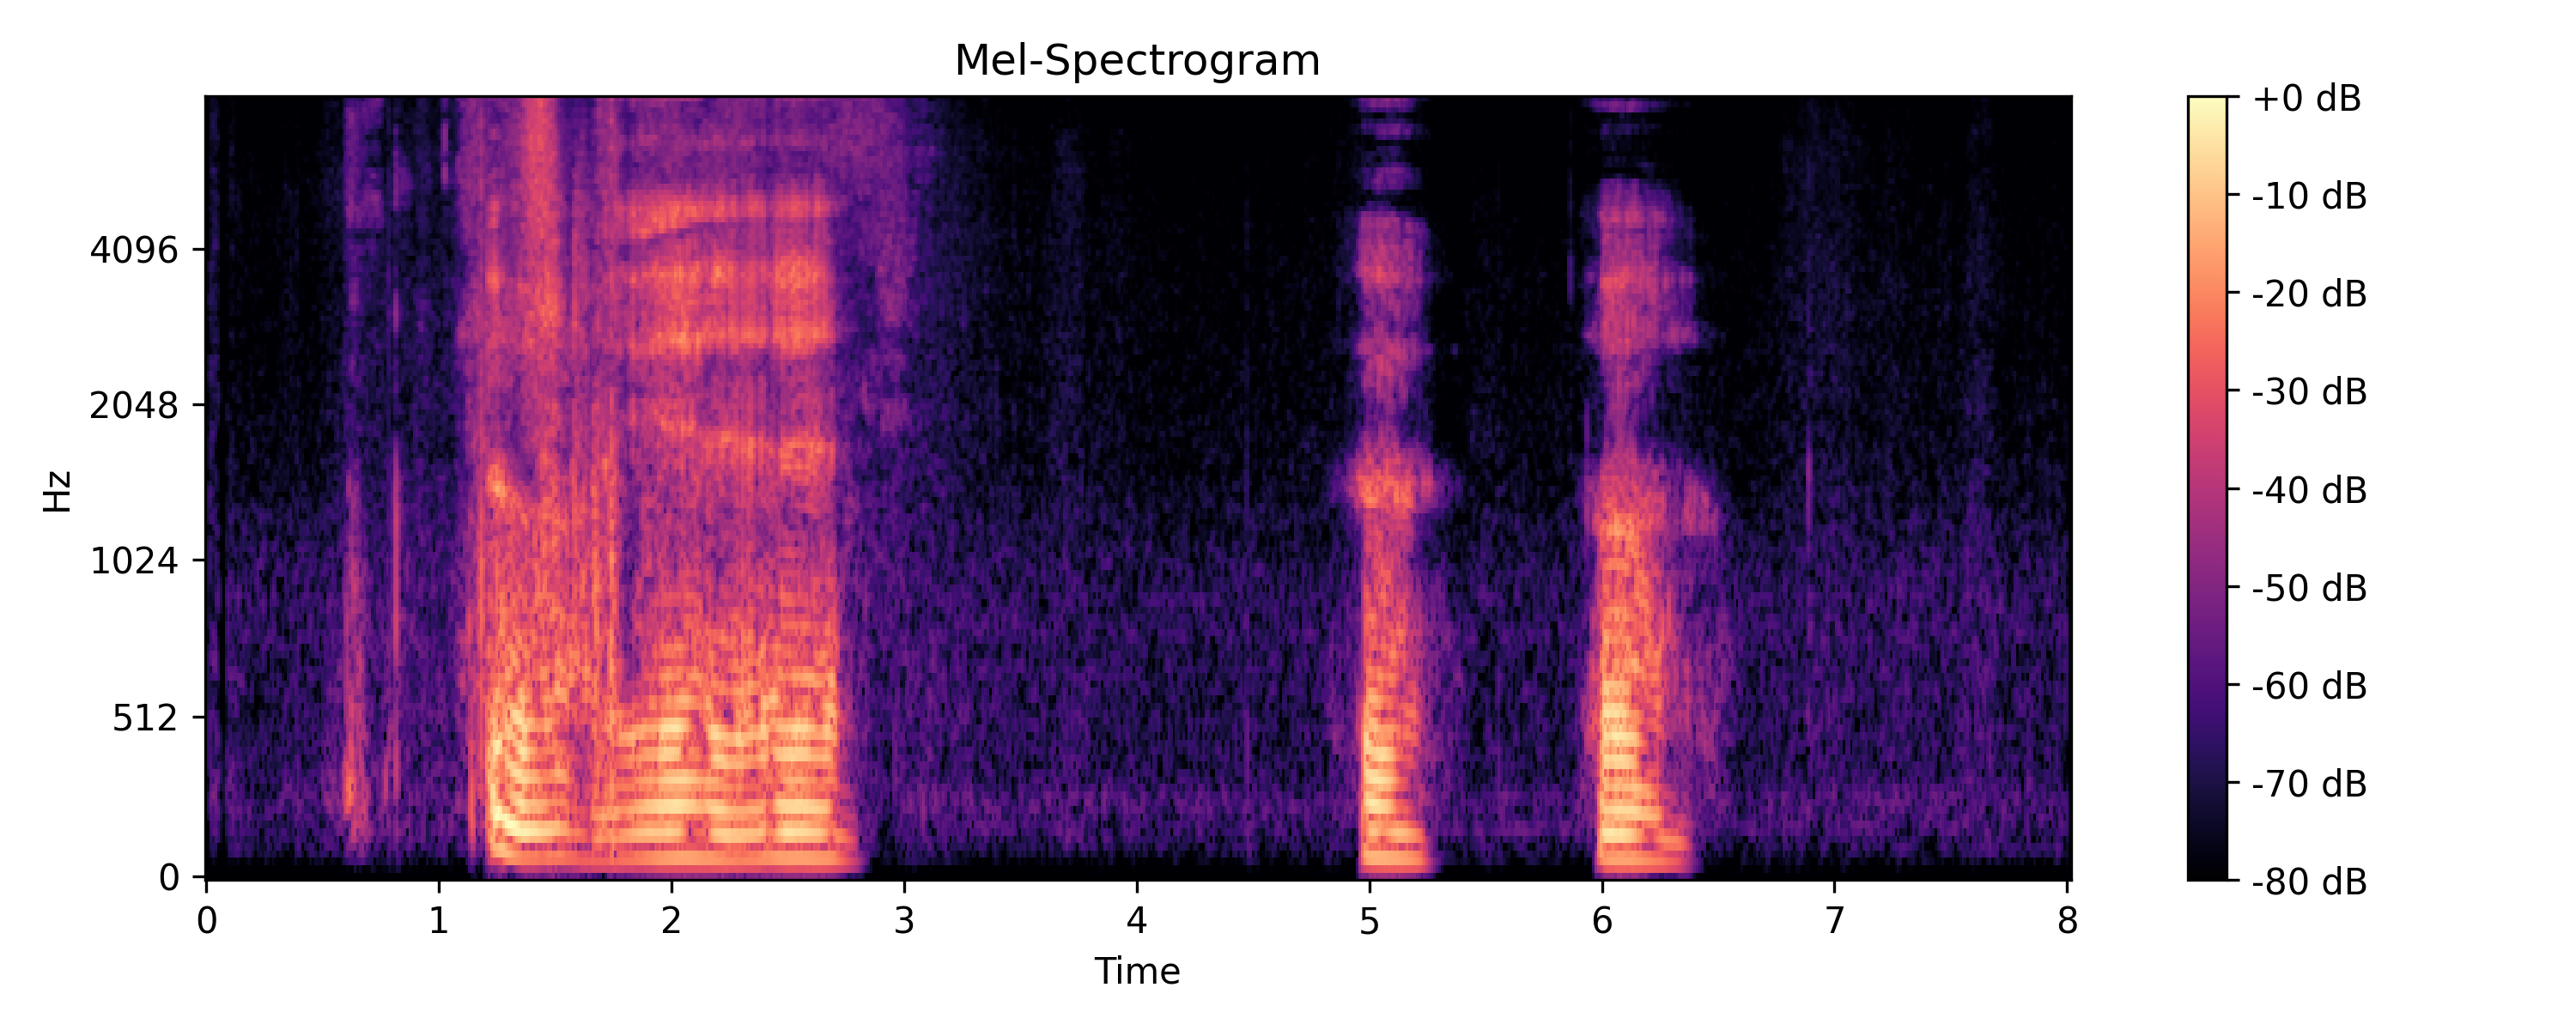 Mel-Spectrogram
Hz
4096
2048
1024
512
0
0 1 2 3 4 5 6 7 8
Time
+0 dB
-10 dB
-20 dB
-30 dB
-40 dB
-50 dB
-60 dB
-70 dB
-80 dB